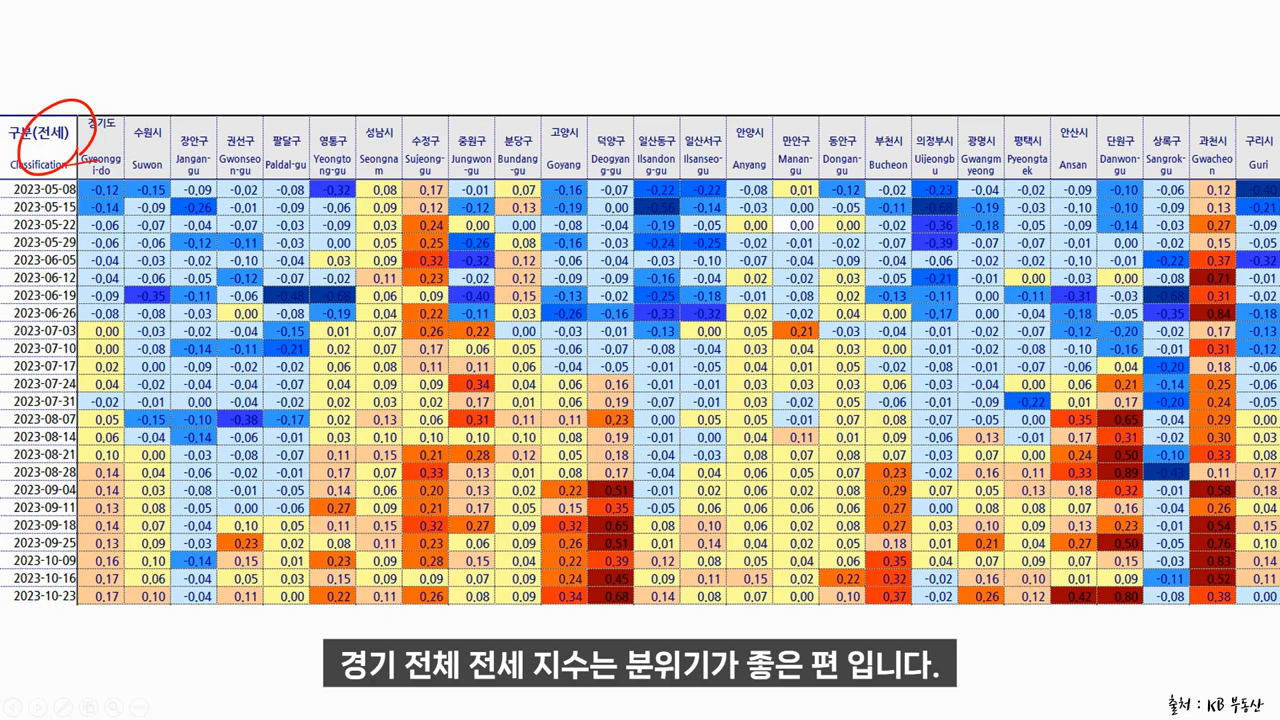 구분(전세) 경기도 수원시 장안구 권선구 팔달구 영통구 성남시 수정구 중원구 분당구 고양시 덕양구 일산동구 일산서구 안양시 만안구 동안구 부천시 의정부시 광명시 평택시 안산시 단원구 상록구 과천시 구리시
Classification Gyeonggi-do Suwon Jangan-gu Gwonseon-gu Paldal-gu Yeongtong-gu Seongnam Sujeong-gu Jungwon-gu Bundang-gu Goyang Deogyang-gu Ilsandong-gu Ilsanseo-gu Anyang Manan-gu Dongan-gu Bucheon Uijeongbu Gwangmyeong Pyeongtaek Ansan Danwon-gu Sangrok-gu Gwacheon Guri
2023-05-08 -0,12 -0,15 -0,09 -0,02 -0,08 -0,32 0,08 0,17 -0,01 0,07 -0,16 -0,07 -0,22 -0,22 -0,08 0,01 -0,12 -0,02 -0,23 -0,04 -0,02 -0,09 -0,10 -0,06 0,12 -0,40
2023-05-15 -0,14 -0,09 -0,26 -0,01 -0,09 -0,06 0,09 0,12 -0,12 0,13 -0,19 0,00 -0,56 -0,14 -0,03 0,00 -0,05 -0,11 -0,68 -0,19 -0,03 -0,10 -0,10 -0,09 0,13 -0,21
2023-05-22 -0,06 -0,07 -0,04 -0,07 -0,03 -0,09 0,03 0,24 0,00 0,00 -0,08 -0,04 -0,19 -0,05 0,00 0,00 0,00 -0,02 -0,36 -0,18 -0,05 -0,09 -0,14 -0,03 0,27 -0,09
2023-05-29 -0,04 -0,06 -0,12 -0,11 -0,03 0,00 0,05 0,25 -0,26 0,08 -0,16 -0,03 -0,24 -0,25 -0,02 -0,01 -0,02 -0,07 -0,39 -0,07 -0,07 -0,01 0,00 -0,02 0,15 -0,05
2023-06-05 -0,04 -0,03 -0,02 -0,10 -0,04 0,03 0,09 0,32 -0,32 0,12 -0,06 -0,04 -0,03 -0,10 -0,07 -0,04 -0,09 -0,04 -0,06 -0,02 -0,03 -0,07 -0,02 -0,22 0,37 -0,32
2023-06-12 -0,04 -0,06 -0,05 -0,12 -0,07 -0,02 0,11 0,23 -0,02 0,12 -0,09 -0,09 -0,16 -0,04 -0,02 -0,02 -0,01 -0,05 -0,21 -0,01 0,00 -0,03 0,00 -0,08 0,71 -0,01
2023-06-19 -0,09 -0,35 -0,11 -0,06 -0,48 -0,68 0,06 0,09 -0,40 0,15 -0,13 -0,02 -0,25 -0,18 -0,01 -0,08 0,02 -0,13 -0,11 0,00 -0,11 -0,31 -0,03 -0,68 0,31 -0,02
2023-06-26 -0,08 -0,08 -0,03 0,00 -0,08 -0,19 0,04 0,22 -0,11 0,03 -0,26 -0,16 -0,33 -0,32 -0,02 -0,02 0,04 0,00 -0,17 0,00 -0,04 -0,18 -0,05 -0,35 0,84 -0,18
2023-07-03 0,00 -0,03 -0,02 -0,04 -0,15 0,01 0,07 0,26 0,22 0,00 -0,03 -0,01 -0,13 0,00 0,05 0,21 -0,03 -0,04 -0,01 -0,02 -0,07 -0,12 -0,20 -0,02 0,17 -0,13
2023-07-10 0,00 -0,08 -0,14 -0,11 -0,21 0,02 0,07 0,17 0,06 0,05 -0,06 -0,07 -0,08 -0,04 0,03 0,04 0,03 0,00 -0,01 -0,02 -0,08 -0,10 -0,16 -0,01 0,31 -0,12
2023-07-17 0,02 0,00 -0,09 -0,02 -0,02 0,06 0,08 0,11 0,11 0,06 -0,04 -0,05 -0,01 -0,01 0,02 0,03 0,05 -0,02 -0,08 -0,01 -0,07 -0,06 0,04 -0,20 0,18 -0,06
2023-07-24 0,04 -0,02 -0,04 -0,04 -0,07 0,04 0,09 0,09 0,34 0,04 0,06 0,16 -0,01 -0,01 0,03 0,03 0,03 0,06 -0,03 -0,04 0,00 0,06 0,21 -0,14 0,25 -0,06
2023-07-31 -0,02 -0,01 0,00 -0,04 -0,02 0,03 0,02 0,17 0,01 0,06 0,06 0,19 -0,07 -0,01 0,03 0,02 0,03 -0,01 -0,03 -0,06 -0,22 0,01 0,17 -0,20 0,24 -0,01
2023-08-07 0,05 -0,15 -0,10 -0,38 -0,17 0,02 0,13 0,06 0,31 0,11 0,11 0,23 0,00 -0,06 0,02 0,03 0,01 0,02 -0,07 -0,05 0,00 0,35 0,65 -0,04 0,29 0,00
2023-08-14 0,06 -0,04 -0,14 -0,06 -0,01 0,03 0,10 0,10 0,10 0,10 0,08 0,19 -0,01 0,00 0,04 0,11 0,01 0,09 -0,06 0,13 -0,01 0,17 0,31 -0,02 0,30 0,03
2023-08-21 0,10 0,00 -0,03 -0,08 -0,07 0,11 0,15 0,21 0,28 0,12 0,05 0,18 -0,04 -0,03 0,08 0,05 0,07 0,07 -0,03 0,07 0,04 0,24 0,50 -0,10 0,33 0,08
2023-08-28 0,14 0,04 -0,06 -0,02 -0,01 0,17 0,07 0,33 0,13 0,01 0,08 0,17 -0,04 -0,02 0,06 0,05 0,07 0,23 -0,02 0,16 0,11 0,33 0,89 -0,43 0,11 0,17
2023-09-04 0,14 0,03 -0,08 -0,01 -0,05 0,14 0,06 0,20 0,13 0,02 0,22 0,51 -0,01 0,02 0,06 0,02 0,08 0,29 0,07 0,05 0,13 0,18 0,32 -0,01 0,58 0,18
2023-09-11 0,13 0,08 -0,05 0,00 -0,06 0,27 0,09 0,21 0,17 0,05 0,15 0,35 -0,05 0,06 0,06 0,02 0,08 0,27 0,00 0,08 0,08 0,07 0,16 -0,04 0,26 0,04
2023-09-18 0,14 0,07 -0,04 0,10 0,05 0,11 0,15 0,32 0,27 0,09 0,32 0,65 0,08 0,10 0,06 0,02 0,08 0,27 0,03 0,10 0,09 0,13 0,23 -0,01 0,54 0,15
2023-09-25 0,13 0,09 -0,03 0,23 0,02 0,08 0,11 0,23 0,06 0,09 0,26 0,51 0,01 0,14 0,04 0,02 0,05 0,18 0,01 0,21 0,04 0,27 0,50 -0,05 0,76 0,10
2023-10-09 0,16 0,10 -0,14 0,15 0,01 0,23 0,09 0,28 0,15 0,04 0,22 0,39 0,12 0,08 0,05 0,02 0,07 0,35 0,02 0,07 0,05 0,05 0,15 -0,03 0,83 0,14
2023-10-16 0,17 0,06 -0,04 0,05 0,03 0,15 0,09 0,09 0,07 0,09 0,24 0,45 0,09 0,11 0,15 0,02 0,22 0,32 -0,02 0,16 0,10 0,01 0,09 -0,11 0,52 0,11
2023-10-23 0,17 0,10 -0,04 0,11 0,00 0,22 0,11 0,26 0,08 0,09 0,34 0,68 0,14 0,08 0,07 0,00 0,10 0,37 -0,02 0,26 0,12 0,42 0,80 -0,08 0,38 0,00
경기 전체 전세 지수는 분위기가 좋은 편 입니다.
출처 : KB 부동산